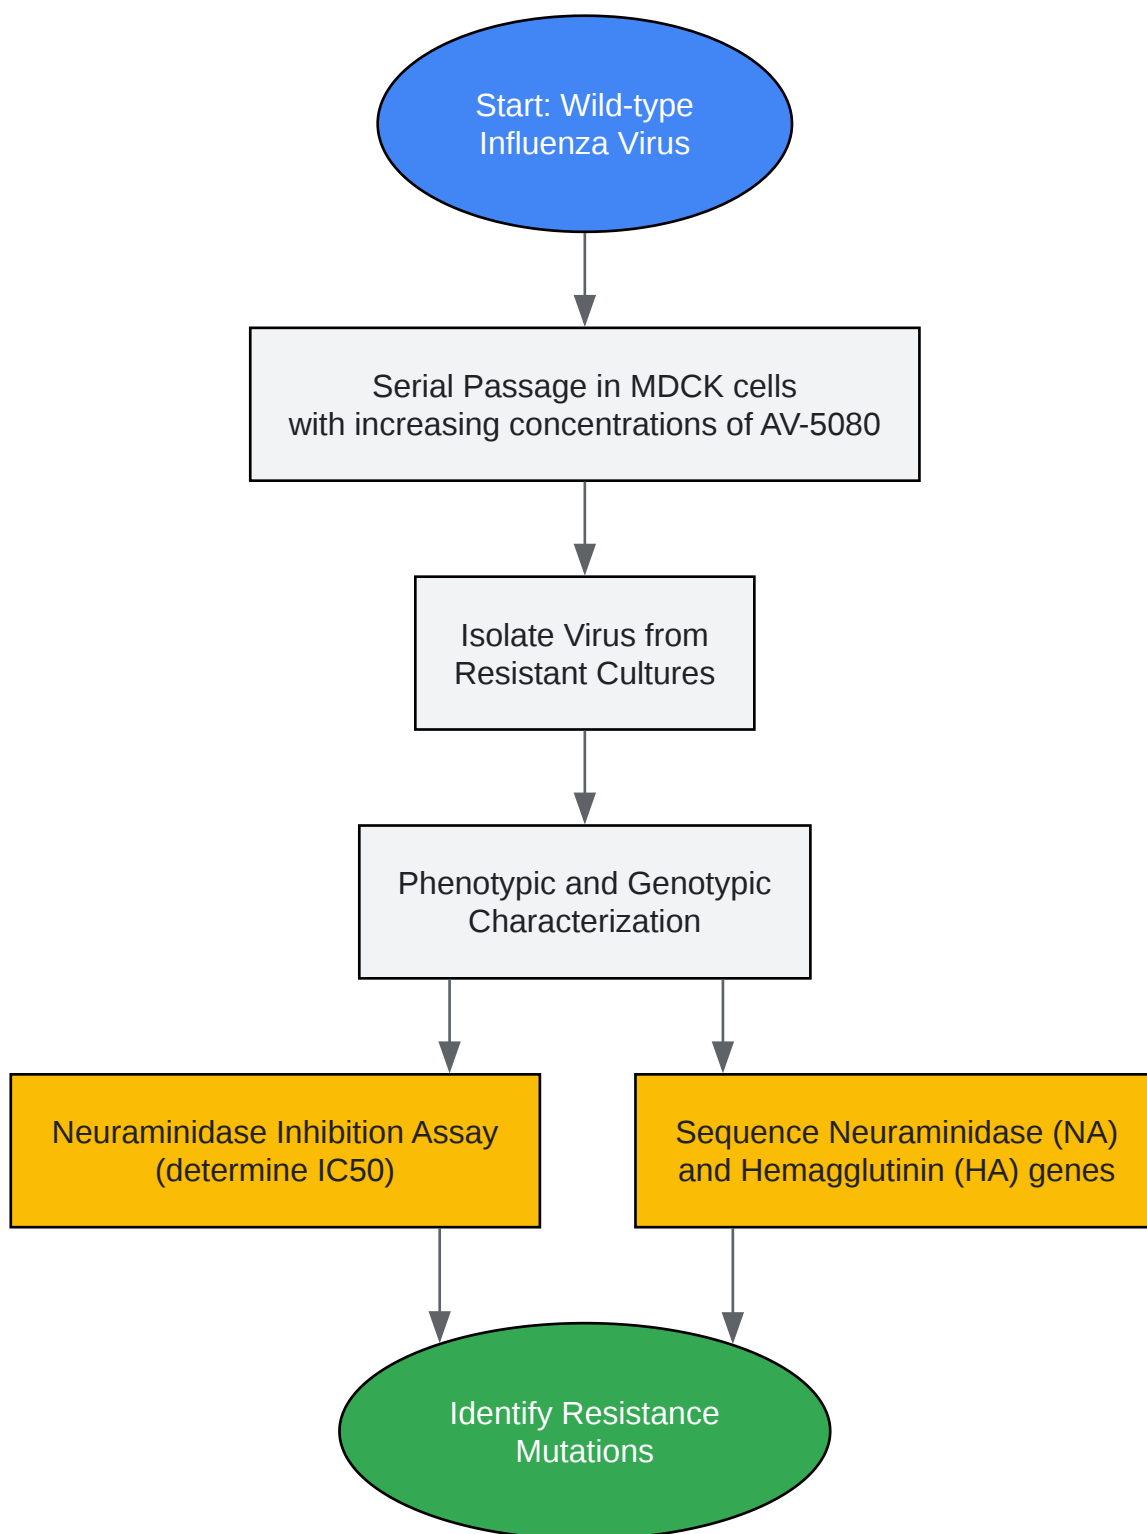 Start: Wild-type
Influenza Virus
Serial Passage in MDCK cells
with increasing concentrations of AV-5080
Isolate Virus from
Resistant Cultures
Phenotypic and Genotypic
Characterization
Neuraminidase Inhibition Assay
(determine IC50)
Sequence Neuraminidase (NA)
and Hemagglutinin (HA) genes
Identify Resistance
Mutations